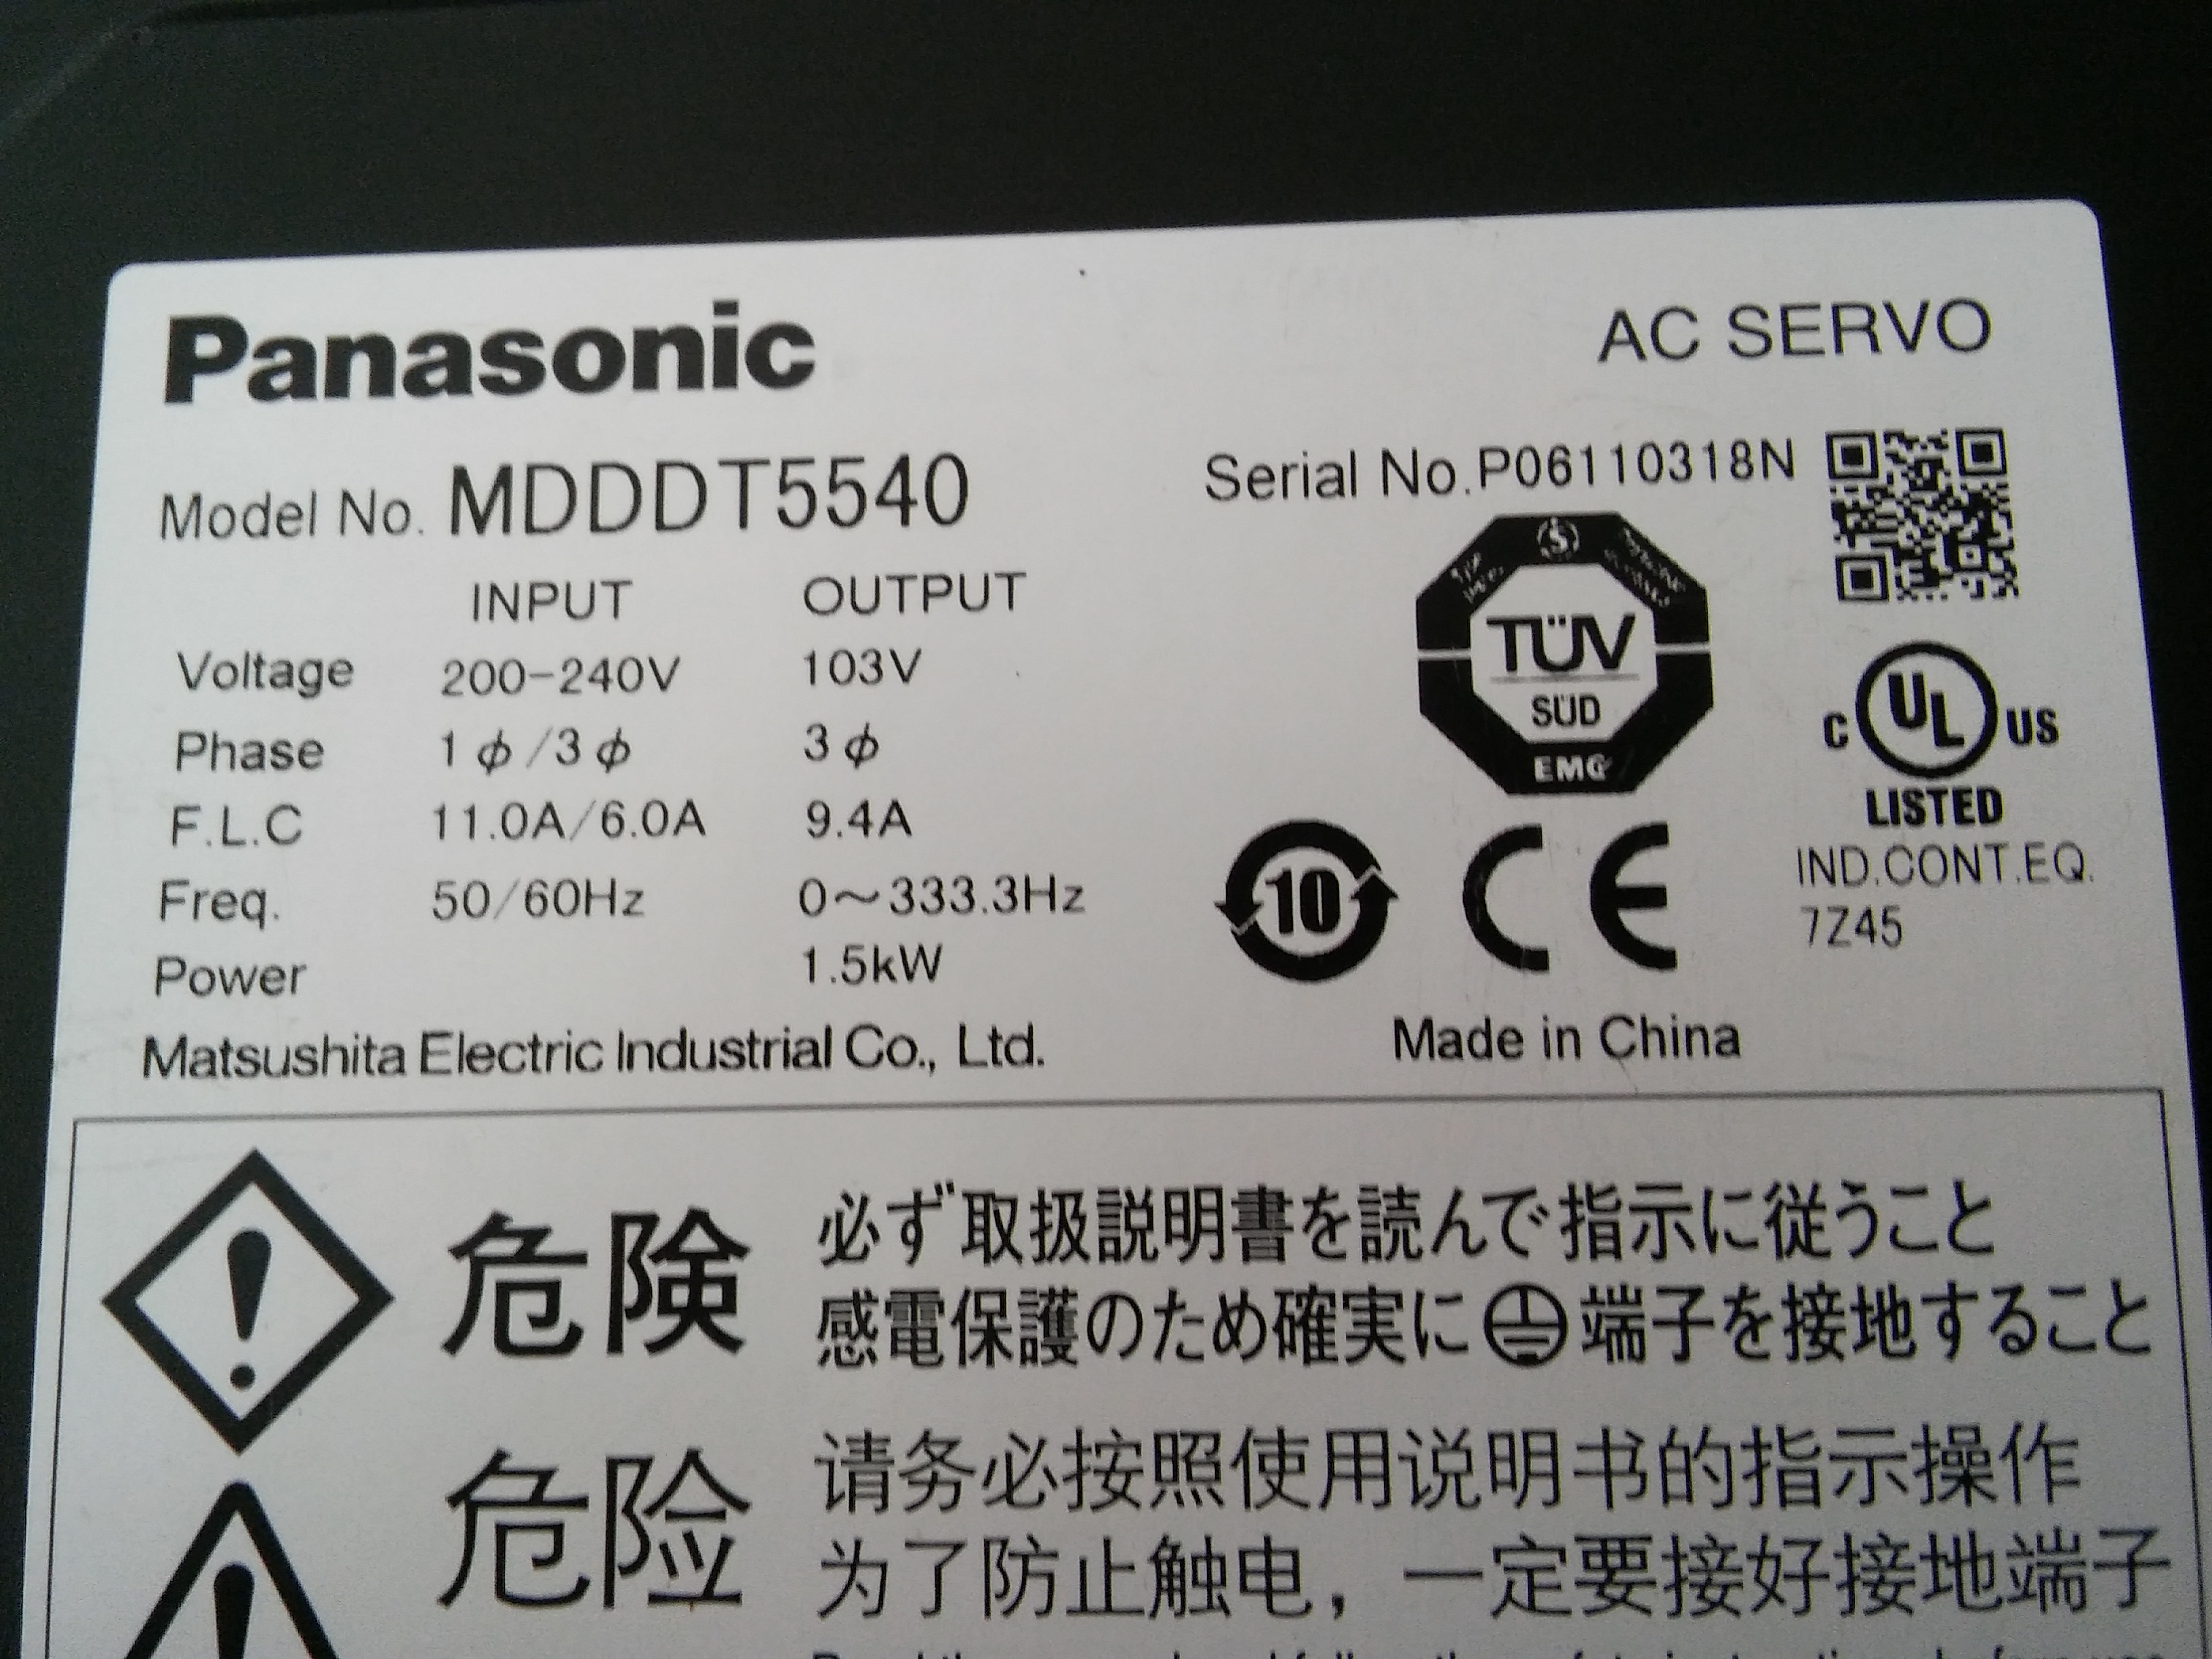 Panasonic
AC SERVO
Model No. MDDDT5540
Serial No.P06110318N
INPUT OUTPUT
Voltage 200-240V 103V
Phase 1ϕ/3ϕ 3ϕ
F.L.C 11.0A/6.0A 9.4A
Freq. 50/60Hz 0～333.3Hz
Power 1.5kW
TÜV
SÜD
C UL US
LISTED
IND.CONT.EQ.
7Z45
10 CE
Matsushita Electric Industrial Co., Ltd.
Made in China
危険
必ず取扱説明書を読んで指示に従うこと
感電保護のため確実に⏚端子を接地すること
危险
请务必按照使用说明书的指示操作
为了防止触电，一定要接好接地端子